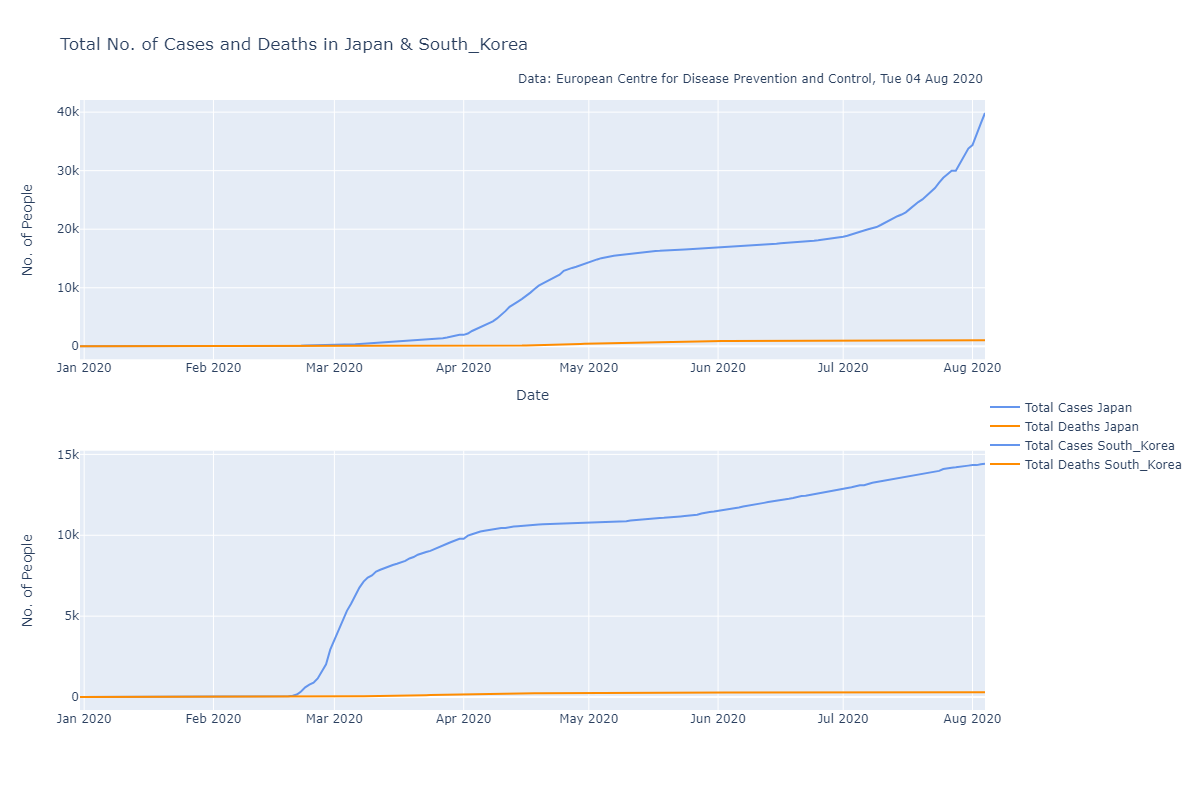 Total No. of Cases and Deaths in Japan & South_Korea
Data: European Centre for Disease Prevention and Control, Tue 04 Aug 2020
No. of People
40k
30k
20k
10k
0
Jan 2020 Feb 2020 Mar 2020 Apr 2020 May 2020 Jun 2020 Jul 2020 Aug 2020
Date
Total Cases Japan
Total Deaths Japan
Total Cases South_Korea
Total Deaths South_Korea
No. of People
15k
10k
5k
0
Jan 2020 Feb 2020 Mar 2020 Apr 2020 May 2020 Jun 2020 Jul 2020 Aug 2020